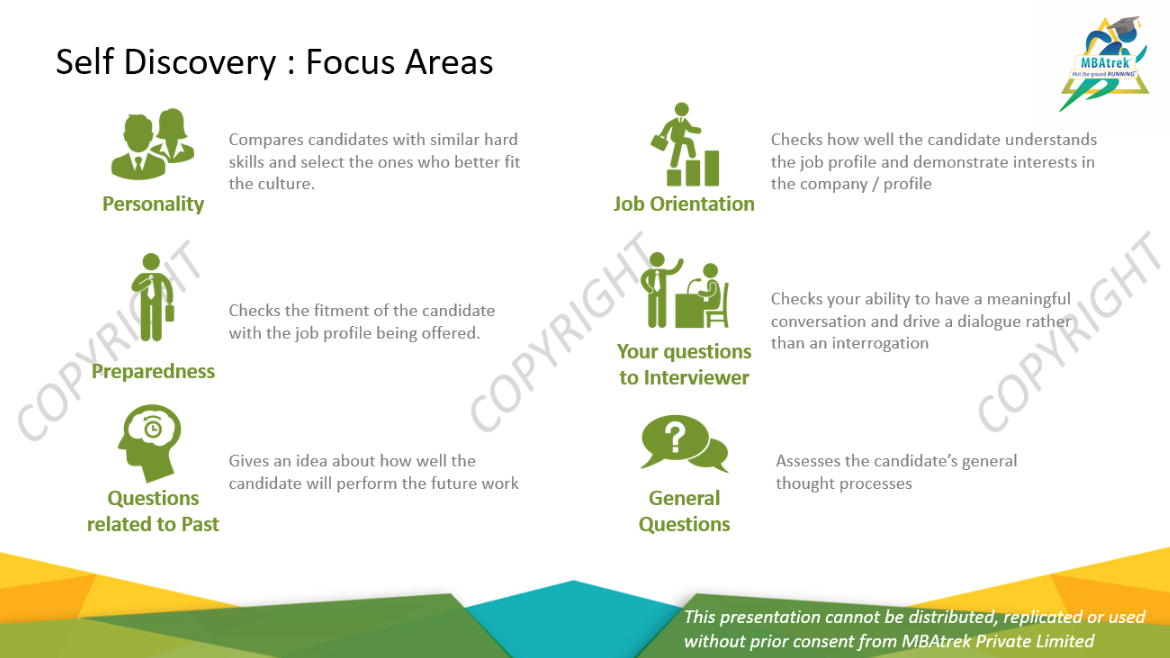 Self Discovery : Focus Areas
MBAtrek
Hit the ground RUNNING
Compares candidates with similar hard
skills and select the ones who better fit
the culture.
Personality
Checks how well the candidate understands
the job profile and demonstrate interests in
the company / profile
Job Orientation
Checks the fitment of the candidate
with the job profile being offered.
Preparedness
Checks your ability to have a meaningful
conversation and drive a dialogue rather
than an interrogation
Your questions
to Interviewer
Gives an idea about how well the
candidate will perform the future work
Questions
related to Past
Assesses the candidate’s general
thought processes
General
Questions
COPYRIGHT
COPYRIGHT
COPYRIGHT
This presentation cannot be distributed, replicated or used
without prior consent from MBAtrek Private Limited